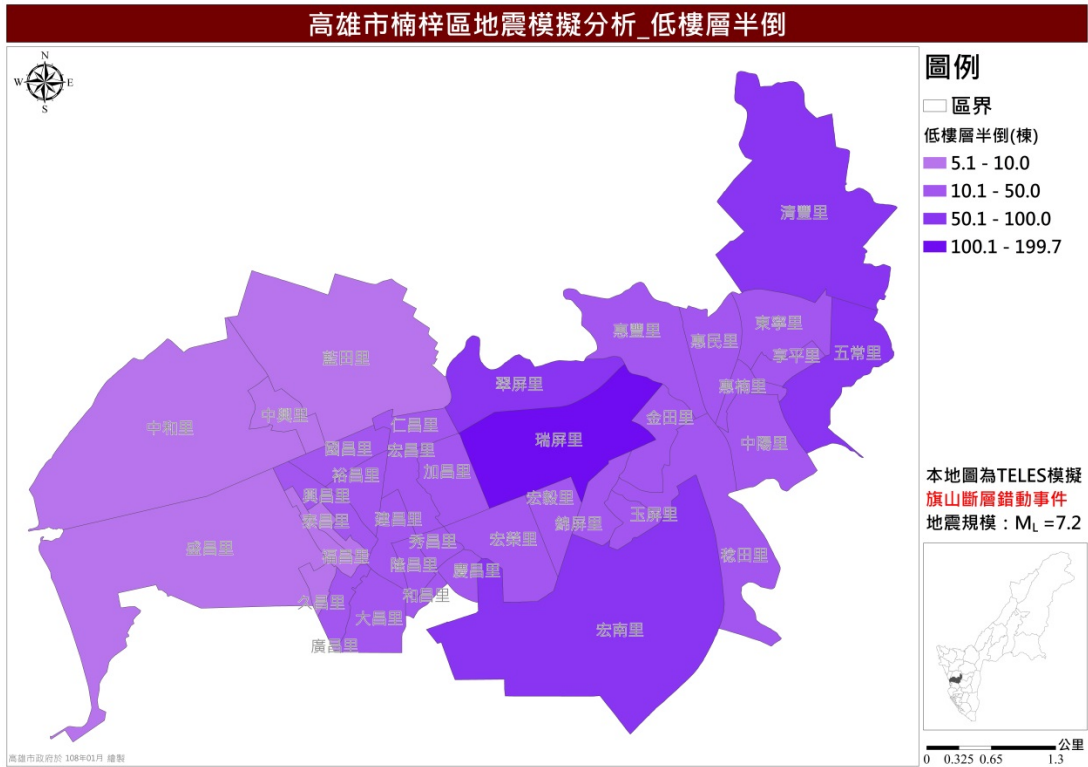 高雄市楠梓區地震模擬分析_低樓層半倒
N
W
E
S
圖例
區界
低樓層半倒(棟)
5.1 - 10.0
10.1 - 50.0
50.1 - 100.0
100.1 - 199.7
清豐里
惠豐里
惠民里
東寧里
享平里
五常里
惠楠里
中陽里
藍田里
翠屏里
中和里
中興里
仁昌里
金田里
瑞屏里
國昌里
宏昌里
裕昌里
加昌里
興昌里
宏毅里
泰昌里
建昌里
錦屏里
玉屏里
盛昌里
秀昌里
宏榮里
福昌里
隆昌里
慶昌里
稔田里
久昌里
和昌里
大昌里
宏南里
廣昌里
本地圖為TELES模擬
旗山斷層錯動事件
地震規模：ML =7.2
公里
0 0.325 0.65 1.3
高雄市政府於 108年01月 繪製